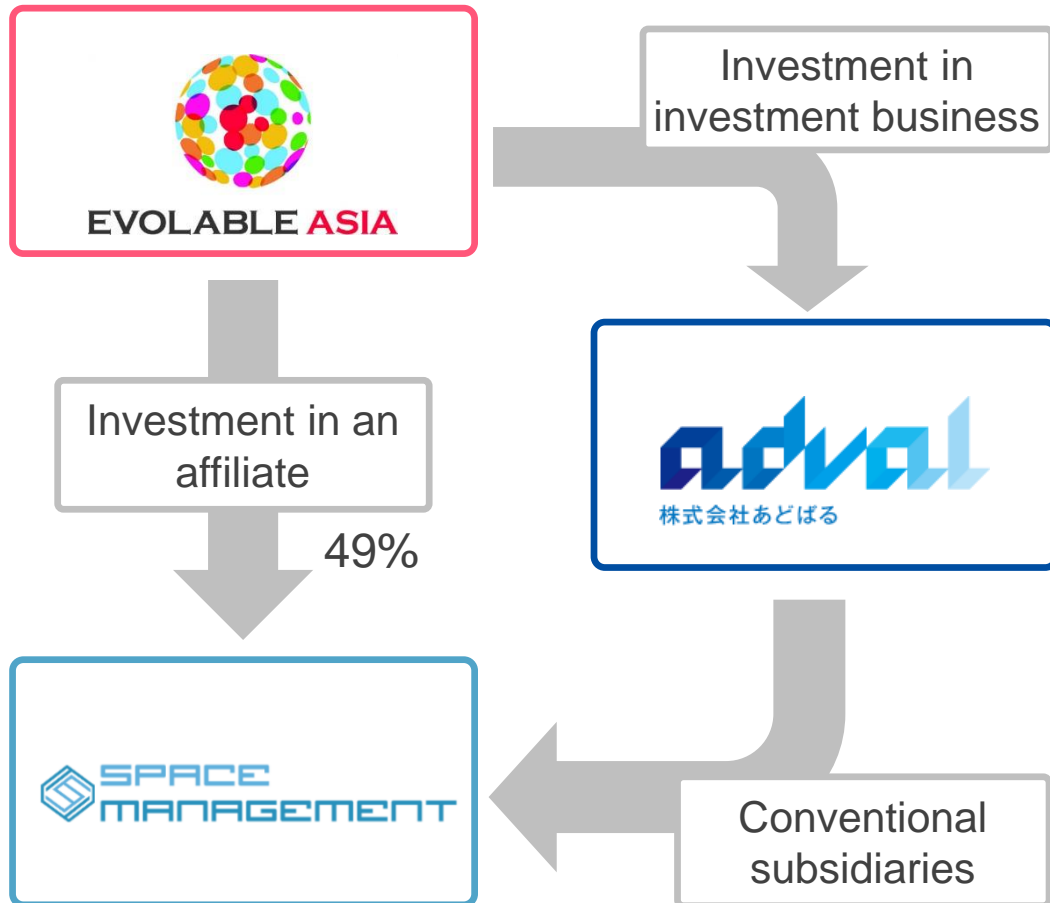 EVOLABLE ASIA
Investment in
investment business
Investment in an
affiliate
49%
adval
株式会社あどばる
SPACE
MANAGEMENT
Conventional
subsidiaries